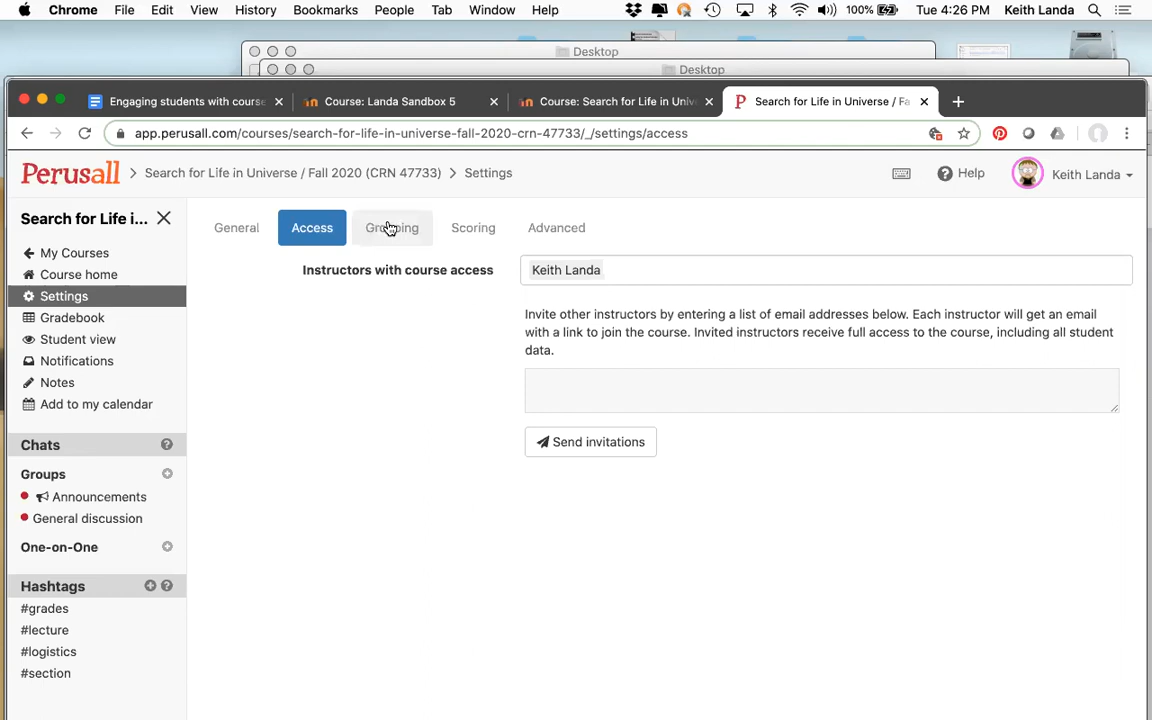 Chrome File Edit View History Bookmarks People Tab Window Help 100% Tue 4:26 PM Keith Landa
Desktop
Desktop
Engaging students with course Course: Landa Sandbox 5 Course: Search for Life in Univ Search for Life in Universe / Fa
app.perusall.com/courses/search-for-life-in-universe-fall-2020-crn-47733/_/settings/access
Perusall Search for Life in Universe / Fall 2020 (CRN 47733) Settings Help Keith Landa
Search for Life i...
General Access Grouping Scoring Advanced
My Courses
Course home
Settings
Gradebook
Student view
Notifications
Notes
Add to my calendar
Chats
Groups
Announcements
General discussion
One-on-One
Hashtags
#grades
#lecture
#logistics
#section
Instructors with course access Keith Landa
Invite other instructors by entering a list of email addresses below. Each instructor will get an email
with a link to join the course. Invited instructors receive full access to the course, including all student
data.
Send invitations